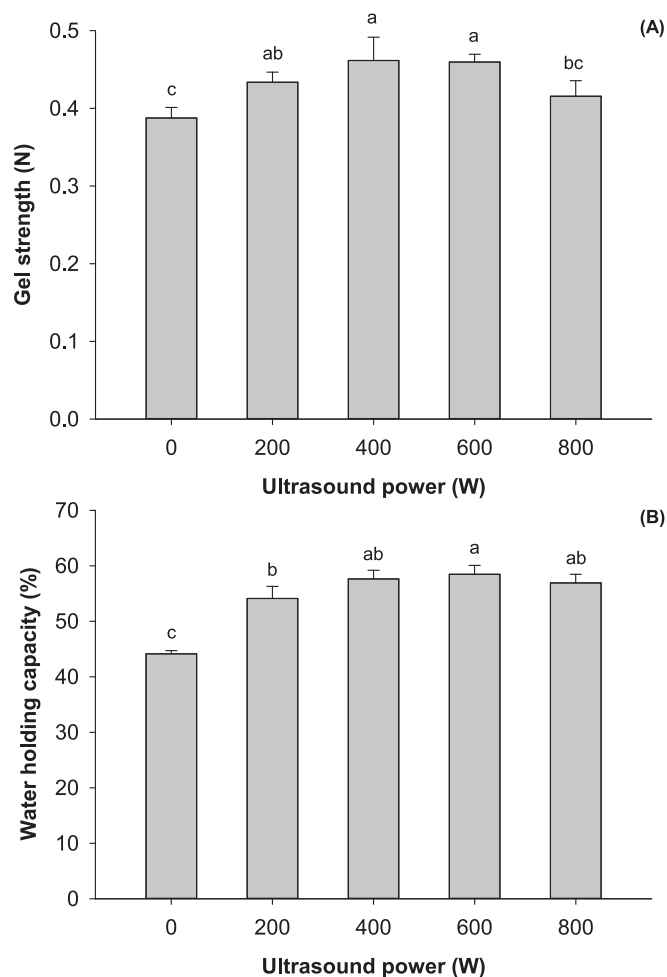 (A)
Gel strength (N)
0.5
0.4
0.3
0.2
0.1
0.0
c
ab
a
a
bc
0 200 400 600 800
Ultrasound power (W)
(B)
Water holding capacity (%)
70
60
50
40
30
20
10
0
c
b
ab
a
ab
0 200 400 600 800
Ultrasound power (W)